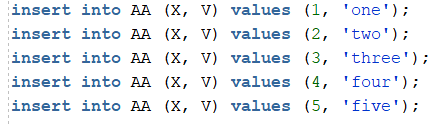 insert into AA (X, V) values (1, 'one');
insert into AA (X, V) values (2, 'two');
insert into AA (X, V) values (3, 'three');
insert into AA (X, V) values (4, 'four');
insert into AA (X, V) values (5, 'five');